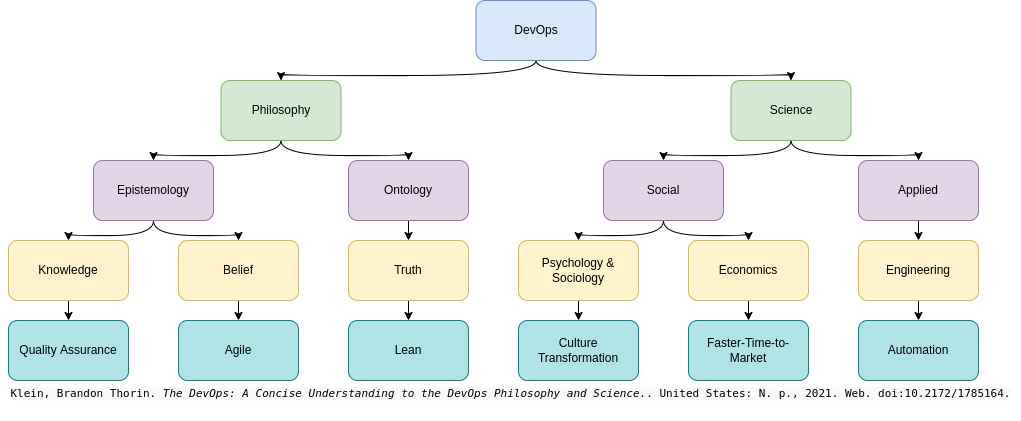 DevOps
Philosophy
Science
Epistemology
Ontology
Social
Applied
Knowledge
Belief
Truth
Psychology &
Sociology
Economics
Engineering
Quality Assurance
Agile
Lean
Culture
Transformation
Faster-Time-to-
Market
Automation
Klein, Brandon Thorin. The DevOps: A Concise Understanding to the DevOps Philosophy and Science.. United States: N. p., 2021. Web. doi:10.2172/1785164.